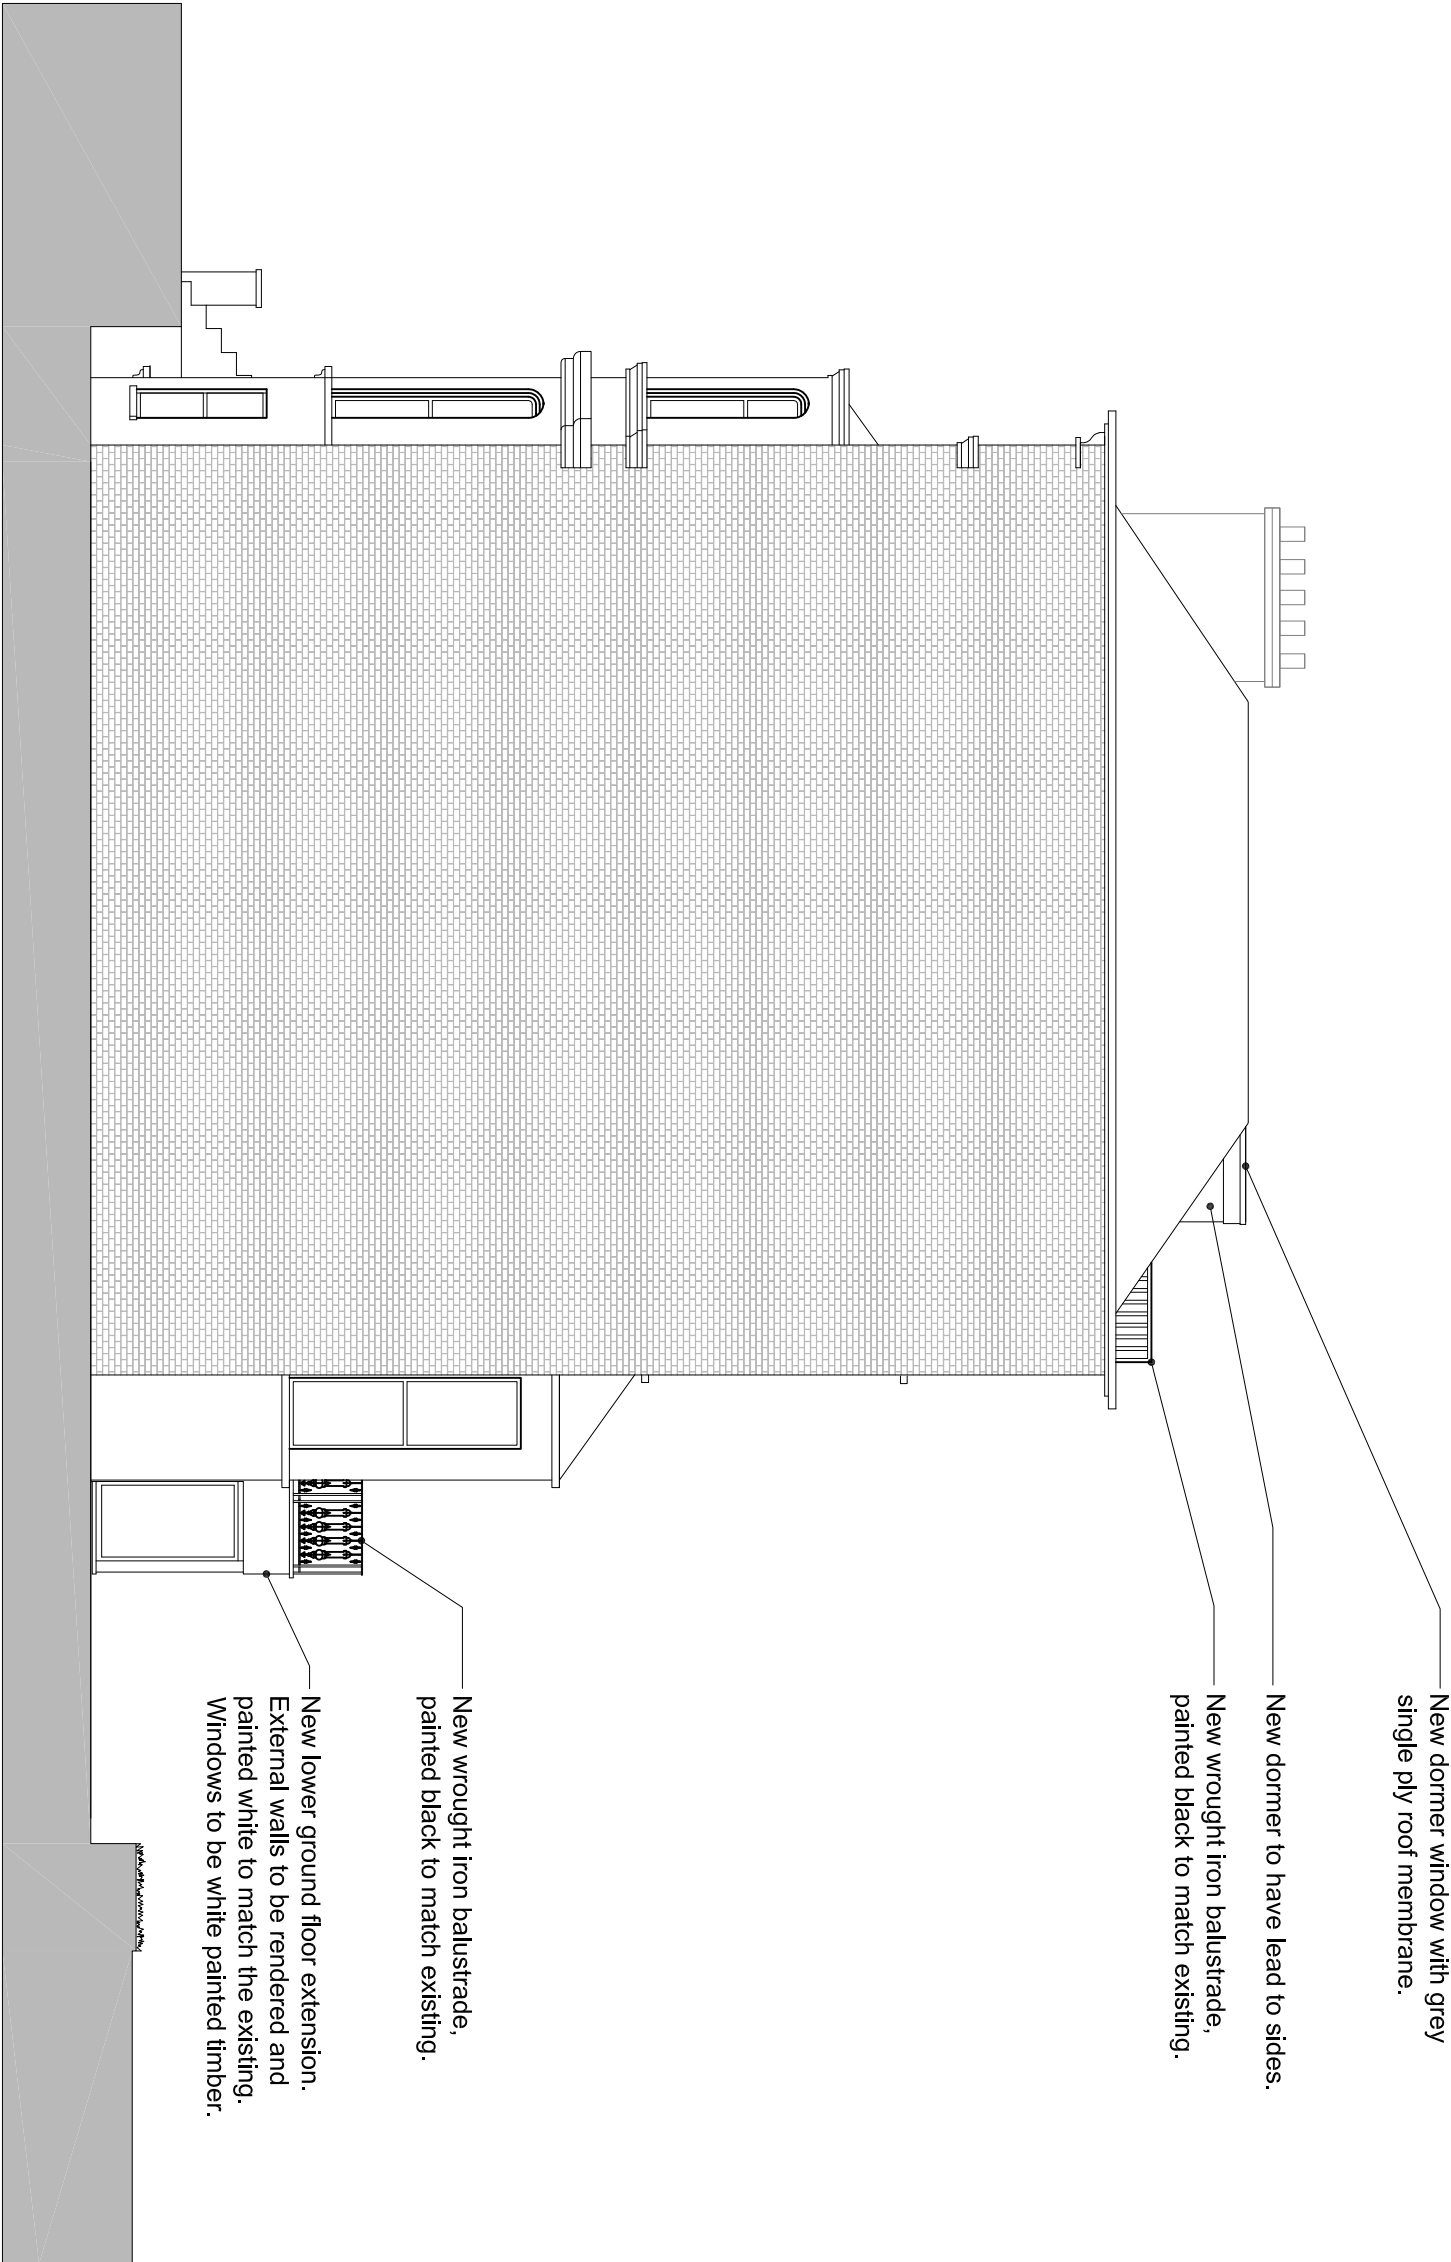 New dormer window with grey
single ply roof membrane.
New dormer to have lead to sides.
New wrought iron balustrade,
painted black to match existing.
New wrought iron balustrade,
painted black to match existing.
New lower ground floor extension.
External walls to be rendered and
painted white to match the existing.
Windows to be white painted timber.